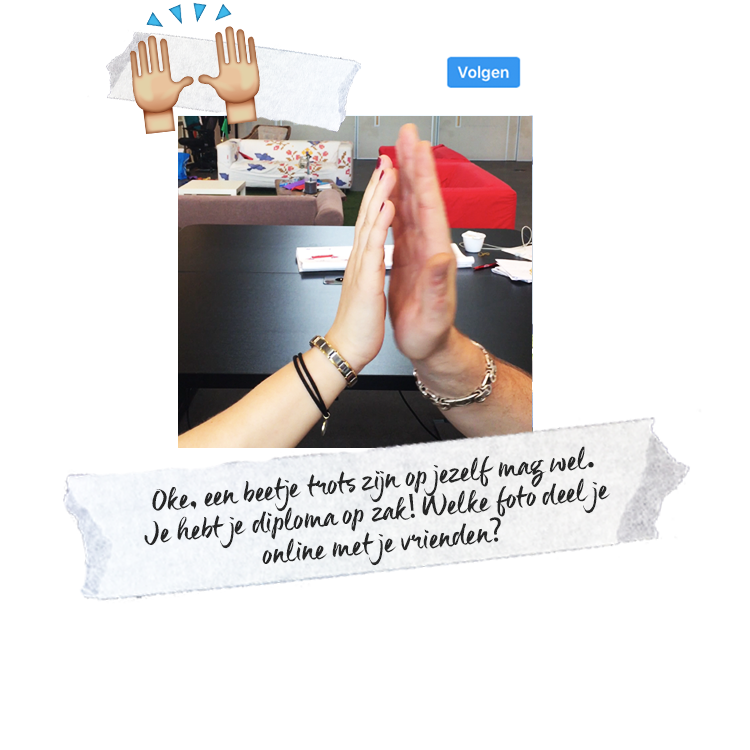 Volgen
Oke, een beetje trots zijn op jezelf mag wel.
Je hebt je diploma op zak! Welke foto deel je
online met je vrienden?